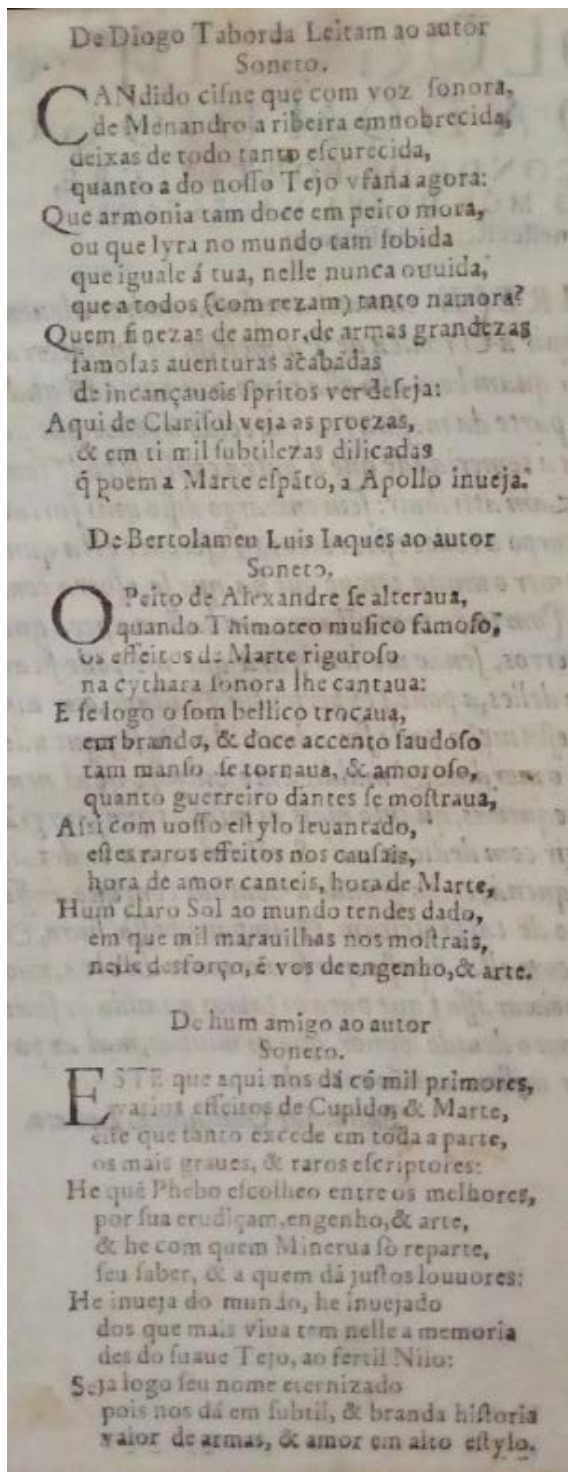 De Diogo Taborda Leitam ao autor
Soneto.
CANdido cisne que com voz sonora,
de Menandro a ribeira emnobrecida,
deixas de todo tanto escurecida,
quanto a do nosso Tejo vfana agora:
Que armonia tam doce em peito mora,
ou que lyra no mundo tam sobida
que iguale á tua, nelle nunca ouuida,
que a todos (com rezam) tanto namora?
Quem finezas de amor, de armas grandezas
famosas auenturas acabadas
de incançaueis spritos ver deseja:
Aqui de Clarisol veja as proezas,
& em ti mil subtilezas dilicadas
q̃ poem a Marte espãto, a Apollo inueja.
De Bertolameu Luis Iaques ao autor
Soneto.
O Peito de Alexandre se alteraua,
quando Thimoteo musico famoso,
os effeitos de Marte riguroso
na cythara sonora lhe cantaua:
E se logo o som bellico trocaua,
em brando, & doce accento saudoso
tam manso se tornaua, & amoroso,
quanto guerreiro dantes se mostraua,
Assi com uosso estylo leuantado,
estes raros effeitos nos causais,
hora de amor canteis, hora de Marte,
Hum claro Sol ao mundo tendes dado,
em que mil marauilhas nos mostrais,
nelle desforço, é vos de engenho, & arte.
De hum amigo ao autor
Soneto.
ESTE que aqui nos dá cõ mil primores,
varios effeitos de Cupido, & Marte,
este que tanto excede em toda a parte,
os mais graues, & raros escriptores:
He que Phebo escolheo entre os melhores,
por sua erudiçam, engenho, & arte,
& he com quem Minerua sò reparte,
seu saber, & a quem dá justos louuores:
He inueja do mundo, he inuejado
dos que mais viua tem nelle a memoria
des do suaue Tejo, ao fertil Nilo:
Seja logo seu nome eternizado
pois nos dá em subtil, & branda historia
valor de armas, & amor em alto estylo.